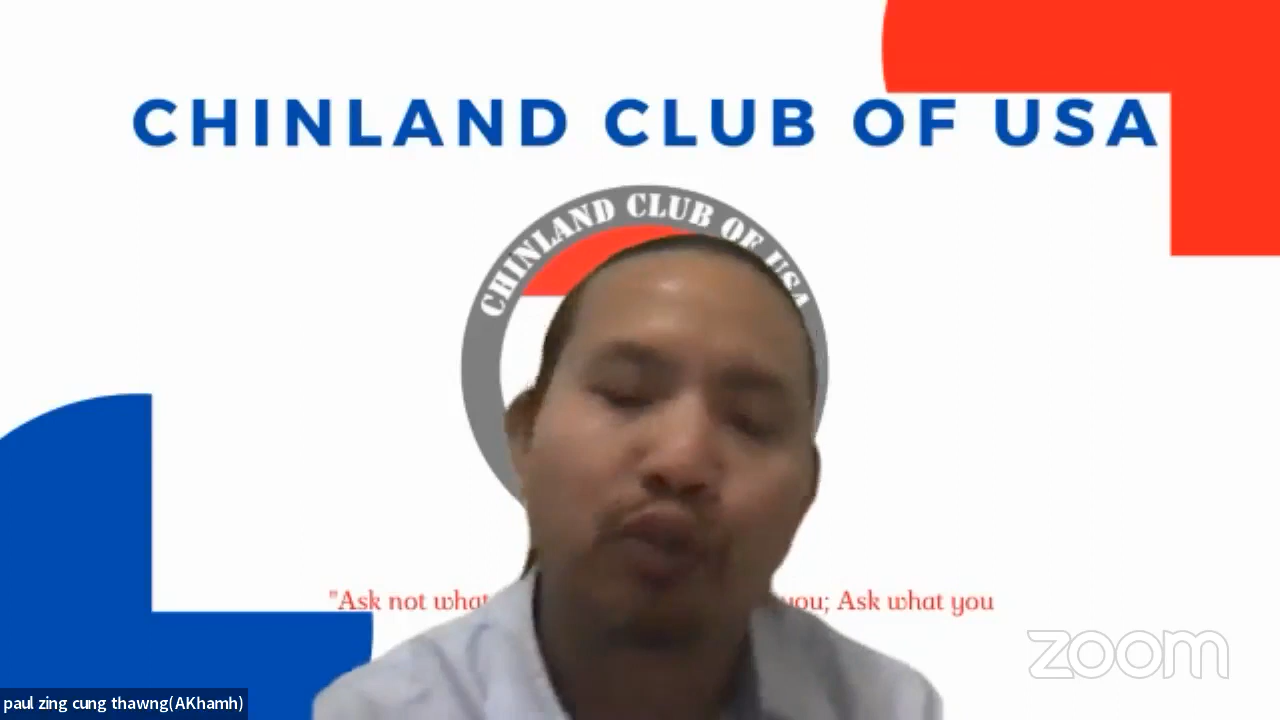 CHINLAND CLUB OF USA
CHINLAND CLUB OF USA
"Ask not what you; Ask what you
zoom
paul zing cung thawng(AKhamh)